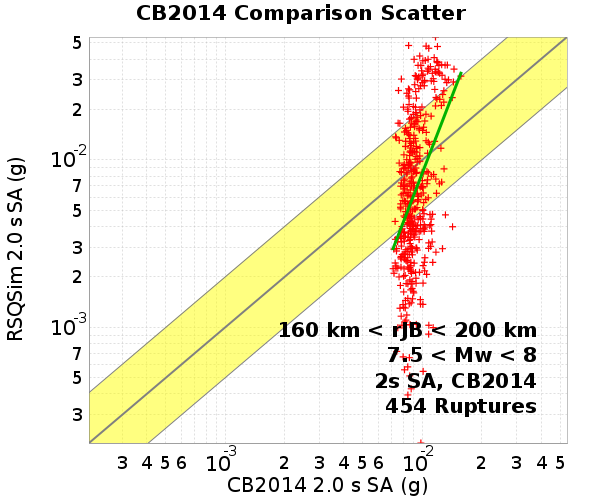 CB2014 Comparison Scatter
RSQSim 2.0 s SA (g)
5
3
2
10-2
7
5
3
2
10-3
7
5
3
160 km < rJB < 200 km
7.5 < Mw < 8
2s SA, CB2014
454 Ruptures
3 4 5 6 10-3 2 3 4 5 6 10-2 2 3 4 5
CB2014 2.0 s SA (g)